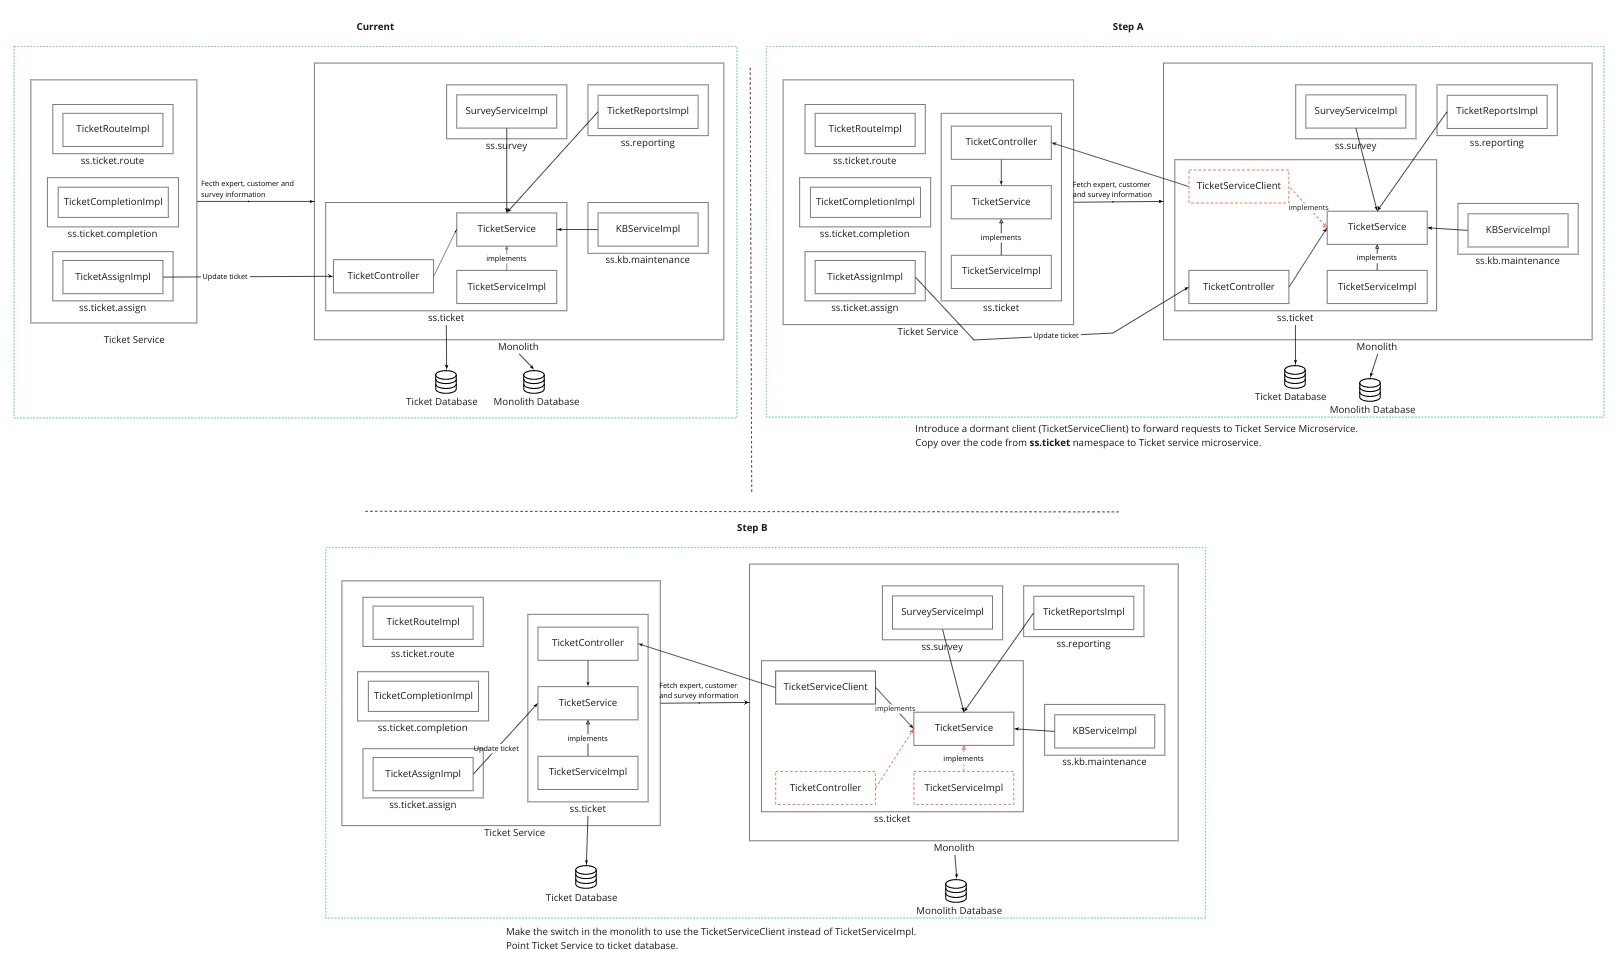 Current
SurveyServiceImpl
ss.survey
TicketReportsImpl
ss.reporting
TicketRouteImpl
ss.ticket.route
TicketCompletionImpl
ss.ticket.completion
Fecth expert, customer and
survey information
TicketService
KBServiceImpl
ss.kb.maintenance
implements
TicketAssignImpl
ss.ticket.assign
Update ticket
TicketController
TicketServiceImpl
ss.ticket
Ticket Service
Monolith
Ticket Database
Monolith Database
Step A
TicketRouteImpl
ss.ticket.route
TicketController
SurveyServiceImpl
ss.survey
TicketReportsImpl
ss.reporting
TicketCompletionImpl
ss.ticket.completion
TicketService
Fetch expert, customer
and survey information
TicketServiceClient
implements
TicketService
KBServiceImpl
ss.kb.maintenance
implements
implements
TicketAssignImpl
ss.ticket.assign
TicketServiceImpl
ss.ticket
TicketController
TicketServiceImpl
ss.ticket
Ticket Service
Update ticket
Monolith
Ticket Database
Monolith Database
Introduce a dormant client (TicketServiceClient) to forward requests to Ticket Service Microservice.
Copy over the code from ss.ticket namespace to Ticket service microservice.
Step B
TicketRouteImpl
ss.ticket.route
TicketController
SurveyServiceImpl
ss.survey
TicketReportsImpl
ss.reporting
TicketCompletionImpl
ss.ticket.completion
TicketService
Fetch expert, customer
and survey information
TicketServiceClient
implements
TicketService
KBServiceImpl
ss.kb.maintenance
implements
Update ticket
implements
TicketAssignImpl
ss.ticket.assign
TicketServiceImpl
ss.ticket
TicketController
TicketServiceImpl
ss.ticket
Ticket Service
Monolith
Ticket Database
Monolith Database
Make the switch in the monolith to use the TicketServiceClient instead of TicketServiceImpl.
Point Ticket Service to ticket database.